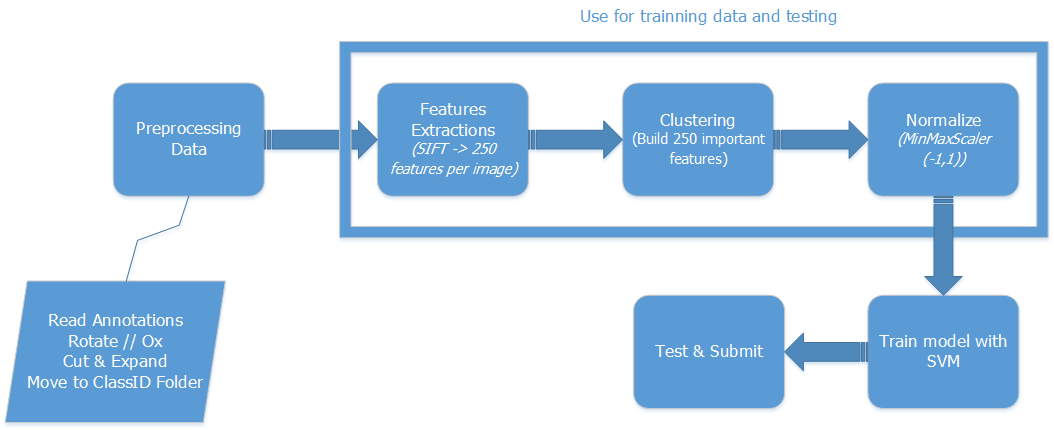 Use for trainning data and testing
Preprocessing
Data
Features
Extractions
(SIFT -> 250
features per image)
Clustering
(Build 250 important
features)
Normalize
(MinMaxScaler
(-1,1))
Read Annotations
Rotate // Ox
Cut & Expand
Move to ClassID Folder
Test & Submit
Train model with
SVM